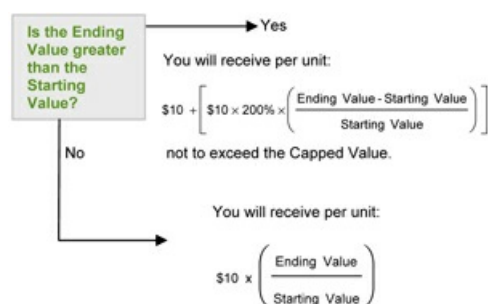 Is the Ending
Value greater
than the
Starting
Value?
Yes
You will receive per unit:
$10 + [ $10 × 200% × ( Ending Value - Starting Value / Starting Value ) ]
No
not to exceed the Capped Value.
You will receive per unit:
$10 x ( Ending Value / Starting Value )